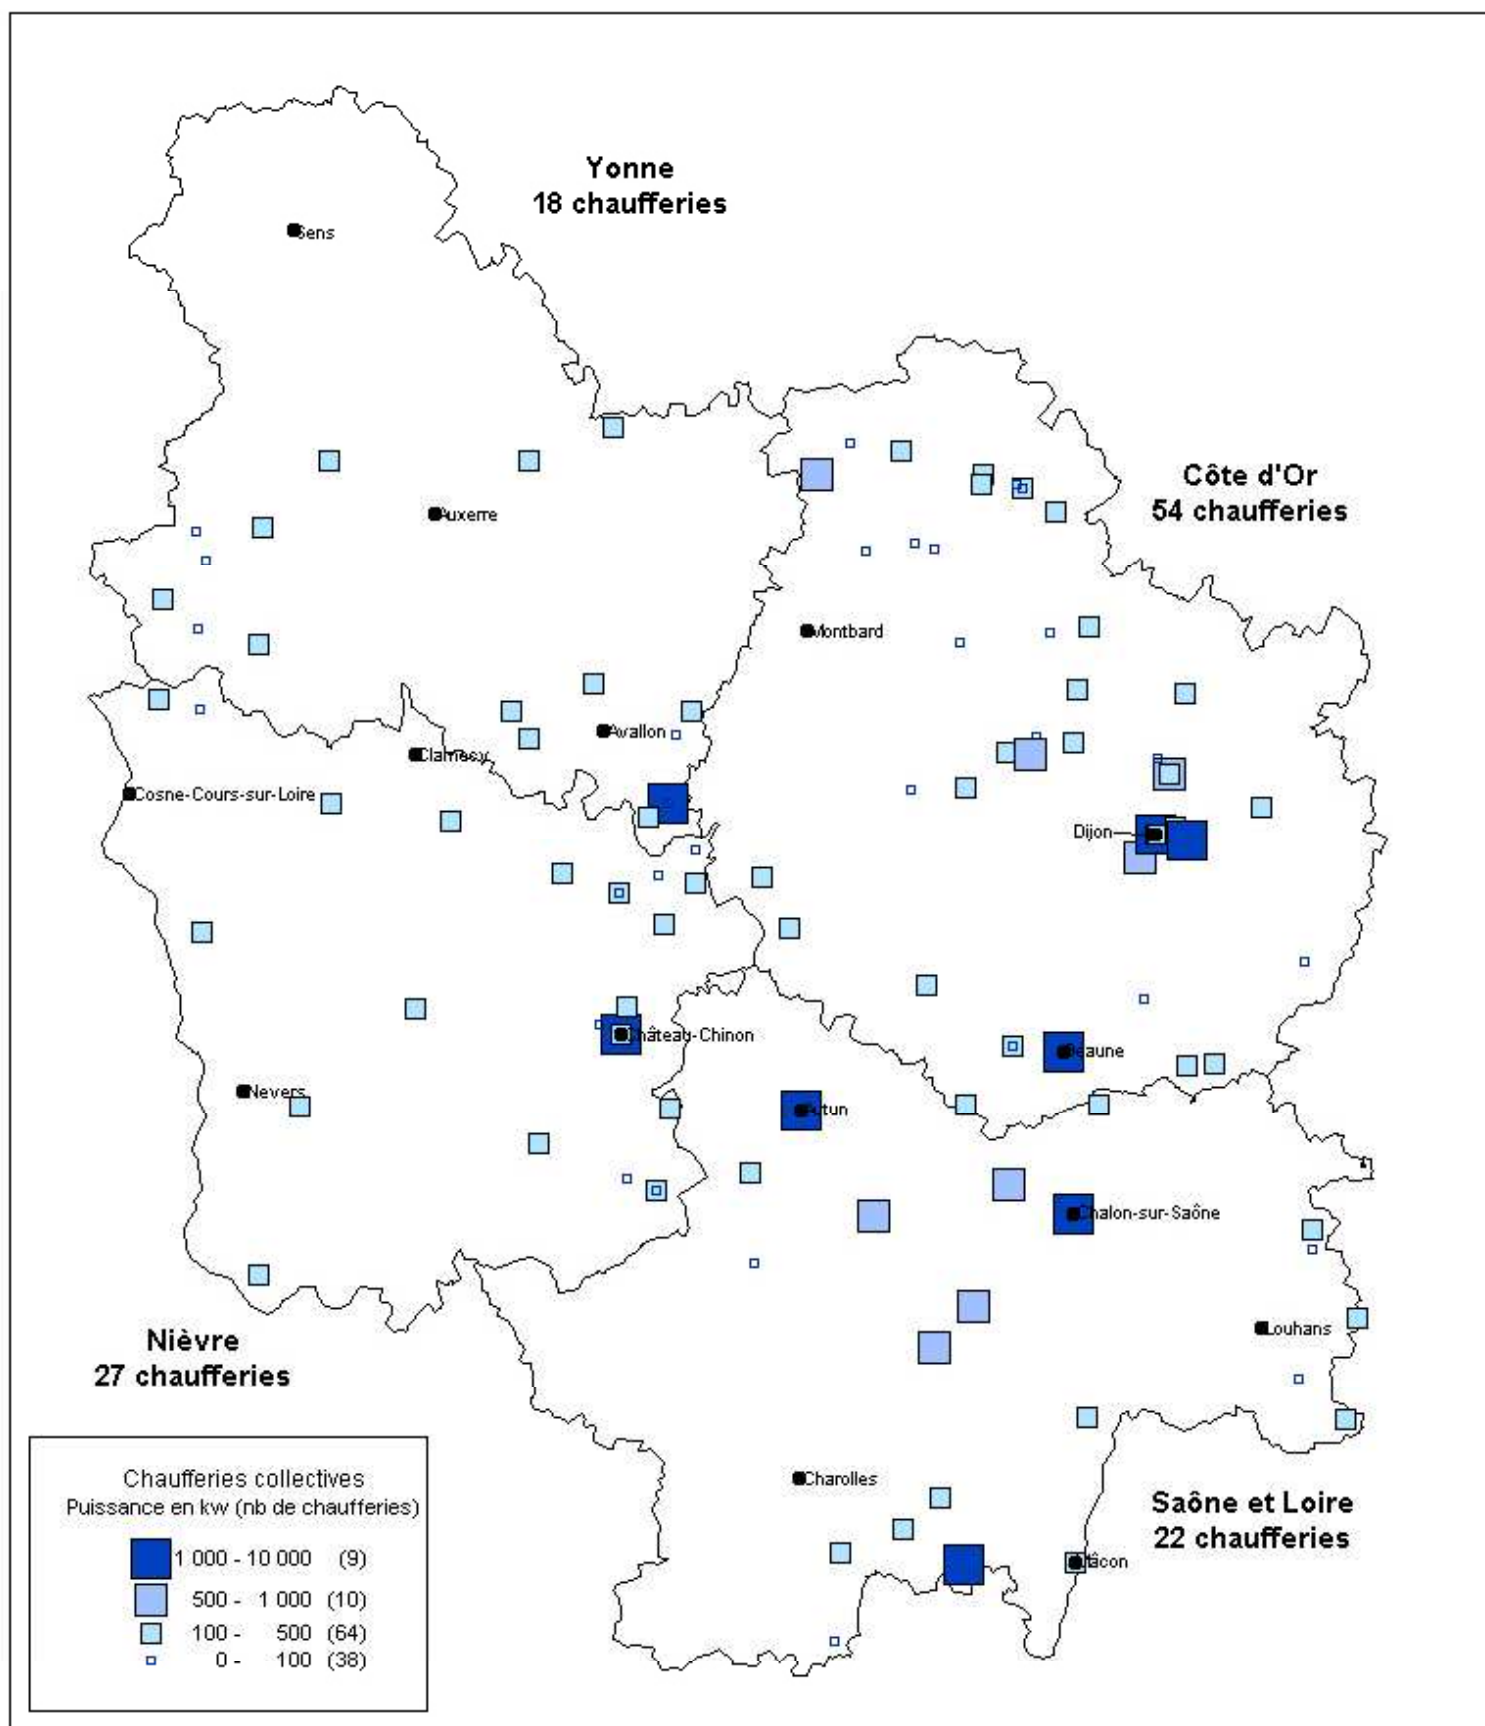 Yonne
18 chaufferies
Sens
Côte d'Or
54 chaufferies
Auxerre
Montbard
Avallon
Clamecy
Cosne-Cours-sur-Loire
Dijon
Château-Chinon
Beaune
Nevers
Autun
Chalon-sur-Saône
Louhans
Nièvre
27 chaufferies
Charolles
Saône et Loire
22 chaufferies
Mâcon
Chaufferies collectives
Puissance en kw (nb de chaufferies)
1 000 - 10 000 (9)
500 - 1 000 (10)
100 - 500 (64)
0 - 100 (38)